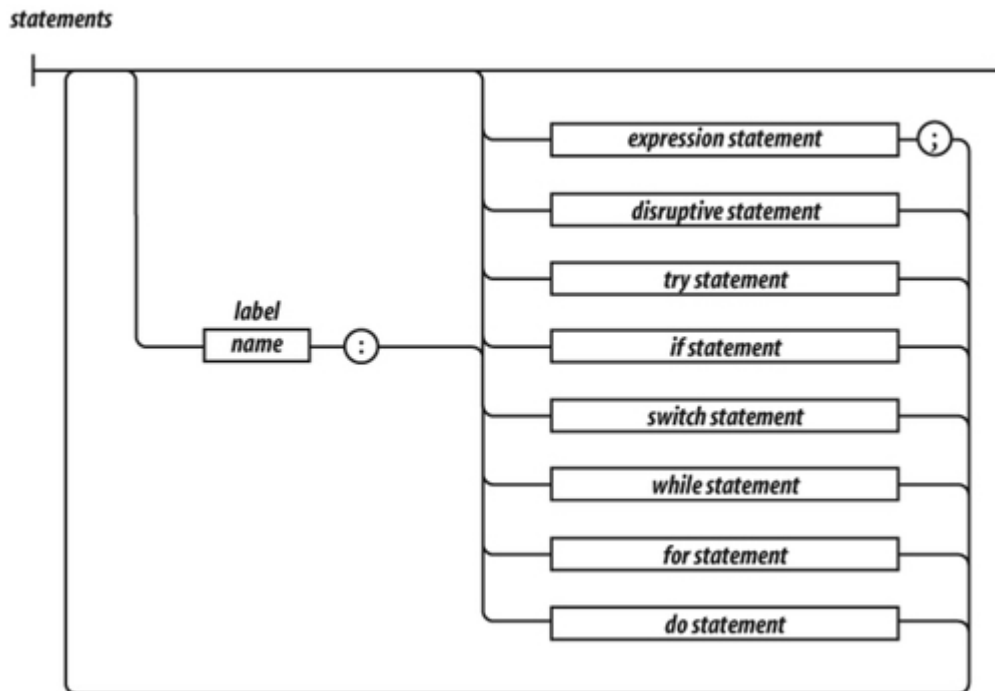 statements
expression statement ;
disruptive statement
try statement
label
name :
if statement
switch statement
while statement
for statement
do statement